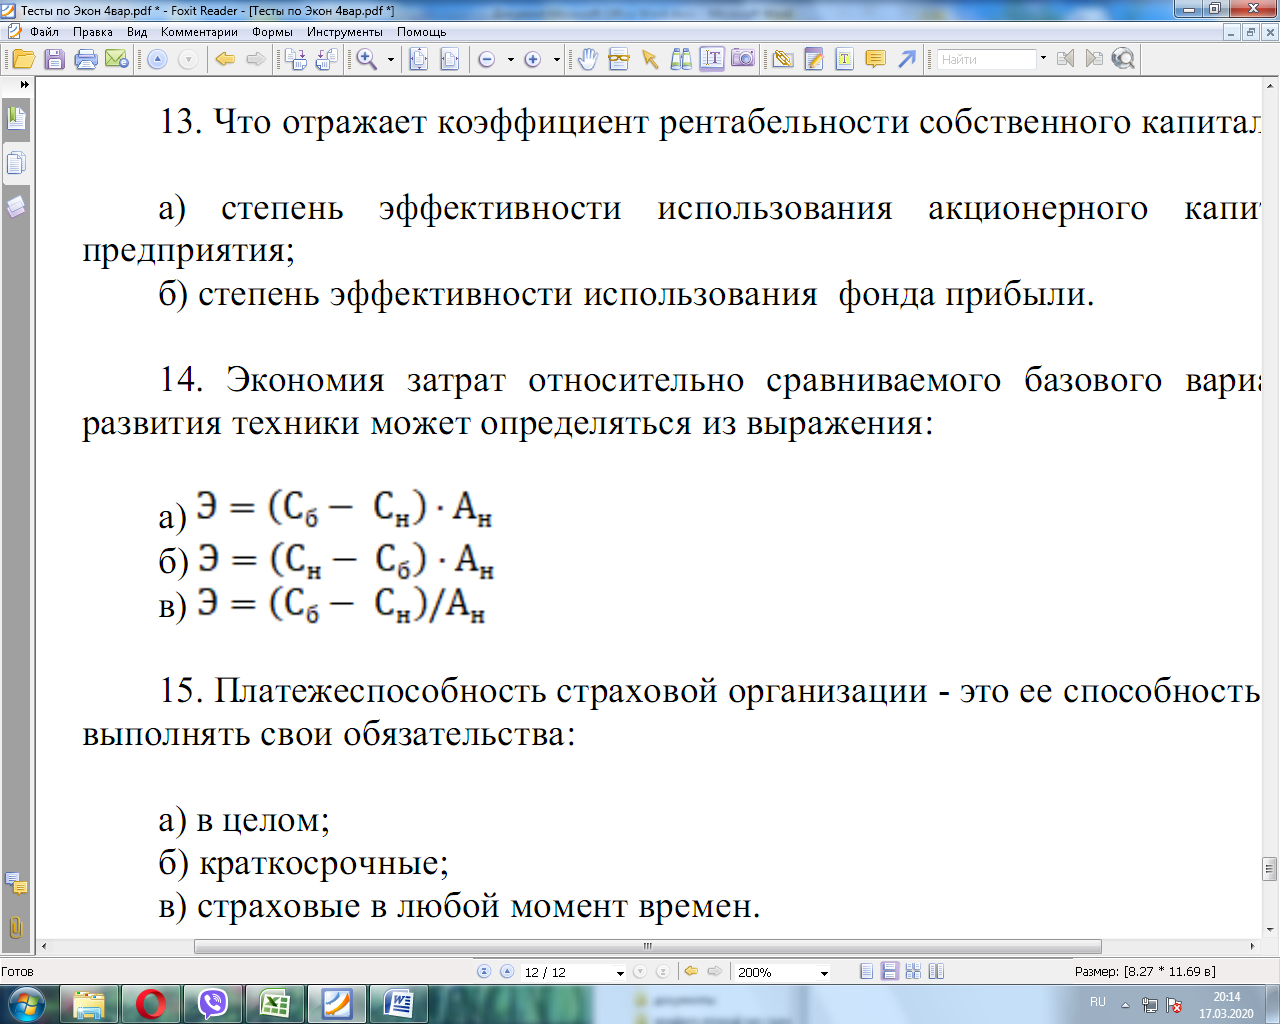 Тесты по Экон 4вар.pdf * - Foxit Reader - [Тесты по Экон 4вар.pdf *]
Файл Правка Вид Комментарии Формы Инструменты Помощь
Найти
13. Что отражает коэффициент рентабельности собственного капитал
а) степень эффективности использования акционерного капит
предприятия;
б) степень эффективности использования фонда прибыли.
14. Экономия затрат относительно сравниваемого базового вариа
развития техники может определяться из выражения:
а) Э = (Сб − Сн) · Ан
б) Э = (Сн − Сб) · Ан
в) Э = (Сб − Сн)/Ан
15. Платежеспособность страховой организации - это ее способность
выполнять свои обязательства:
а) в целом;
б) краткосрочные;
в) страховые в любой момент времен.
Готов 12 / 12 200% Размер: [8.27 * 11.69 в]
RU 20:14
17.03.2020